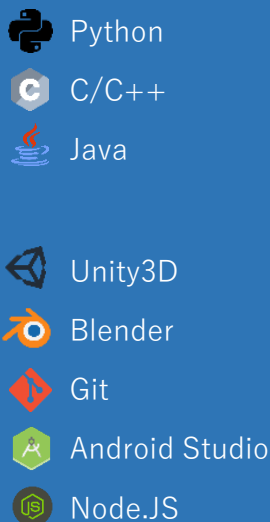 Python
C/C++
Java
Unity3D
Blender
Git
Android Studio
Node.JS